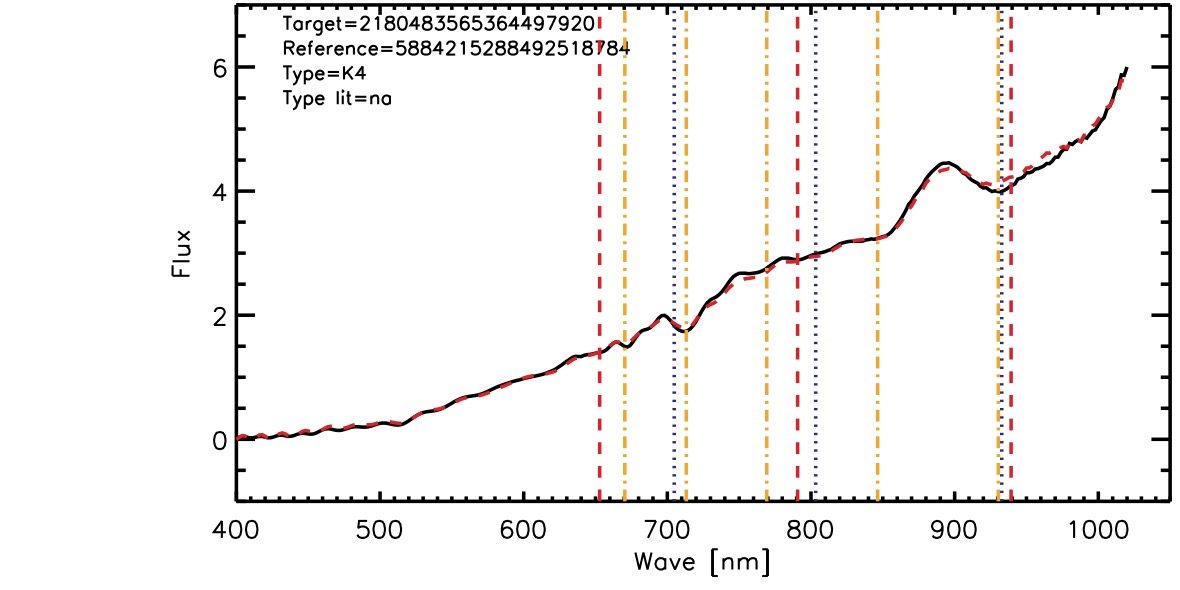 Target=2180483565364497920
Reference=5884215288492518784
Type=K4
Type lit=na
6
4
2
0
Flux
400 500 600 700 800 900 1000
Wave [nm]